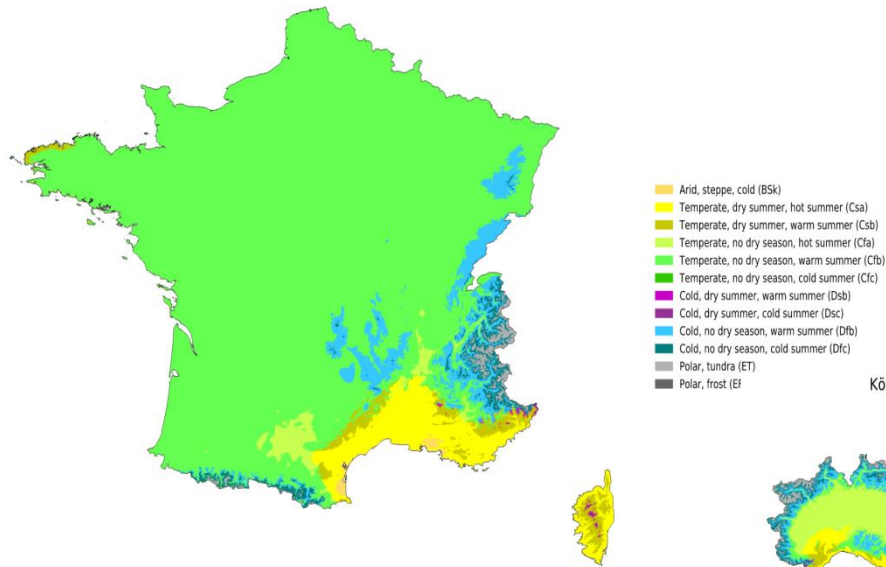 Arid, steppe, cold (BSk)
Temperate, dry summer, hot summer (Csa)
Temperate, dry summer, warm summer (Csb)
Temperate, no dry season, hot summer (Cfa)
Temperate, no dry season, warm summer (Cfb)
Temperate, no dry season, cold summer (Cfc)
Cold, dry summer, warm summer (Dsb)
Cold, dry summer, cold summer (Dsc)
Cold, no dry season, warm summer (Dfb)
Cold, no dry season, cold summer (Dfc)
Polar, tundra (ET)
Polar, frost (EF
Kö